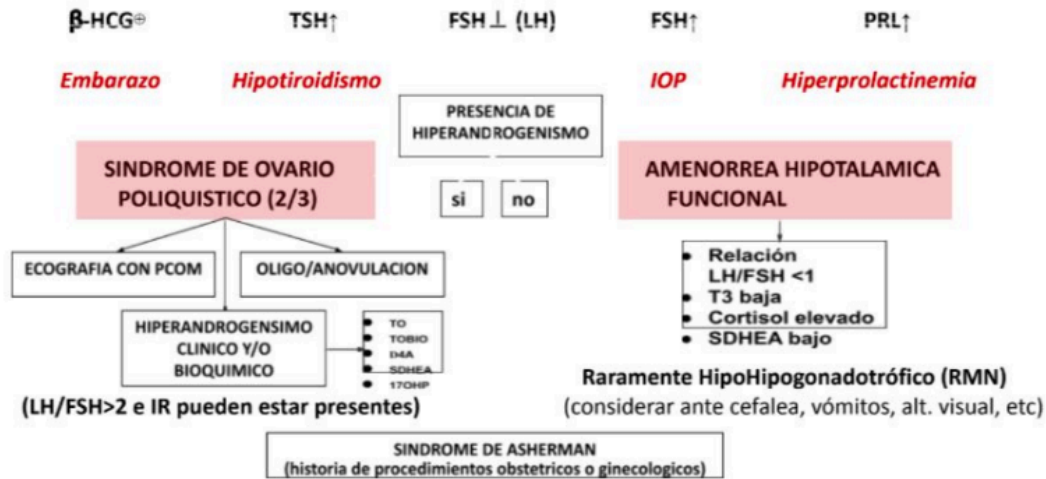 β-HCG⊕ TSH↑ FSH⊥ (LH) FSH↑ PRL↑
Embarazo Hipotiroidismo IOP Hiperprolactinemia
PRESENCIA DE
HIPERANDROGENISMO
si no
SINDROME DE OVARIO
POLIQUISTICO (2/3)
ECOGRAFIA CON PCOM
OLIGO/ANOVULACION
HIPERANDROGENSIMO
CLINICO Y/O
BIOQUIMICO
• TO
• TOBIO
• D4A
• SDHEA
• 17OHP
(LH/FSH>2 e IR pueden estar presentes)
AMENORREA HIPOTALAMICA
FUNCIONAL
• Relación
LH/FSH <1
• T3 baja
• Cortisol elevado
• SDHEA bajo
Raramente HipoHipogonadotrófico (RMN)
(considerar ante cefalea, vómitos, alt. visual, etc)
SINDROME DE ASHERMAN
(historia de procedimientos obstetricos o ginecologicos)